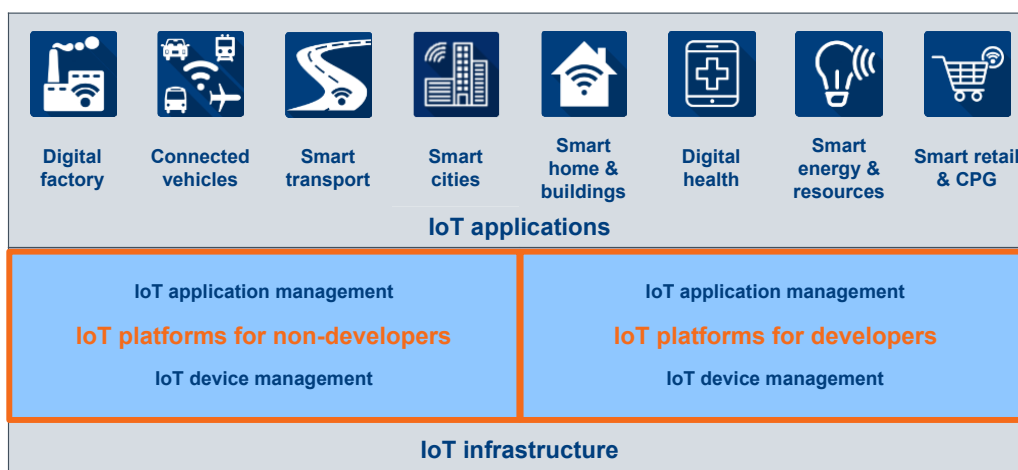 Digital
factory
Connected
vehicles
Smart
transport
Smart
cities
Smart
home &
buildings
Digital
health
Smart
energy &
resources
Smart retail
& CPG
IoT applications
IoT application management
IoT platforms for non-developers
IoT device management
IoT application management
IoT platforms for developers
IoT device management
IoT infrastructure